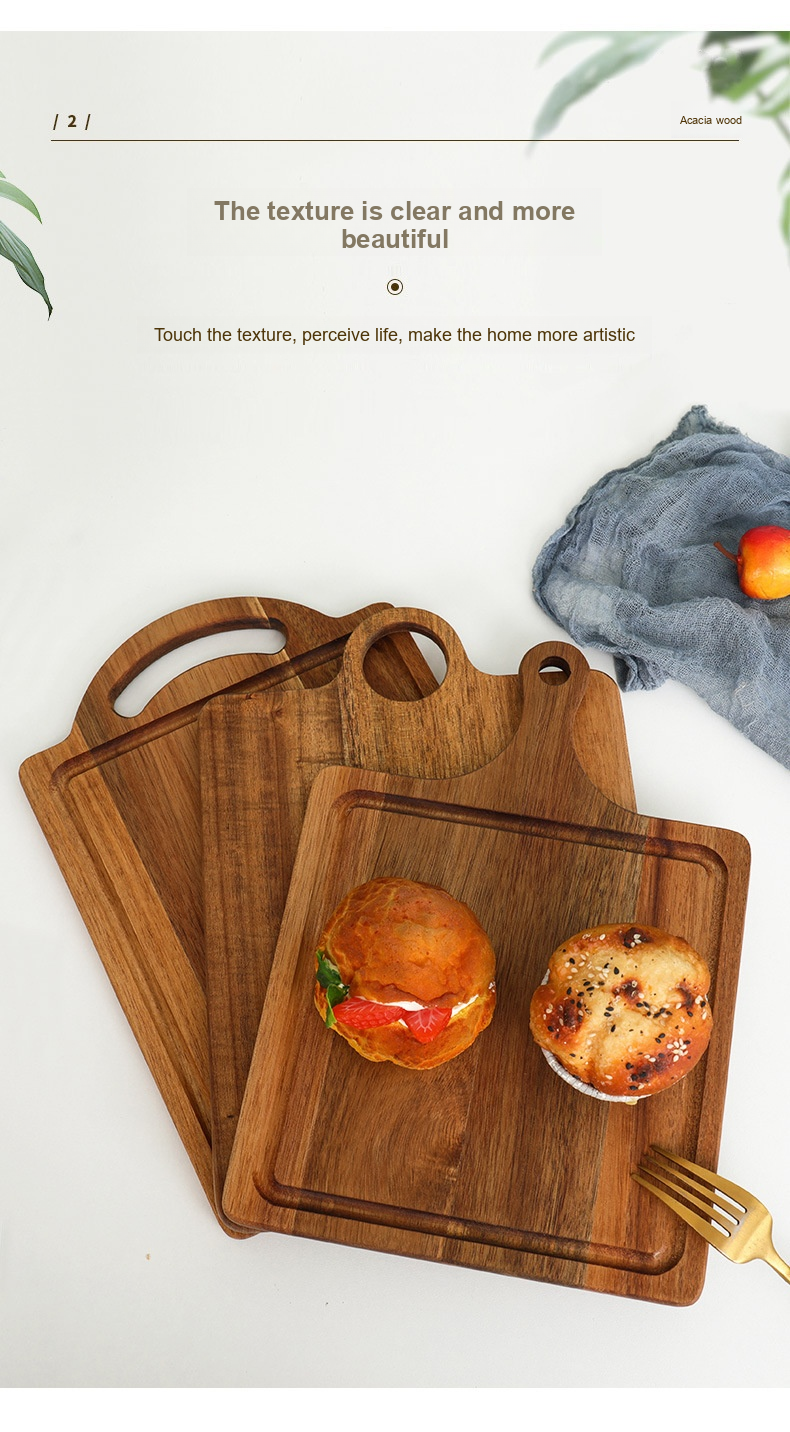 / 2 /
Acacia wood
The texture is clear and more
beautiful
Touch the texture, perceive life, make the home more artistic